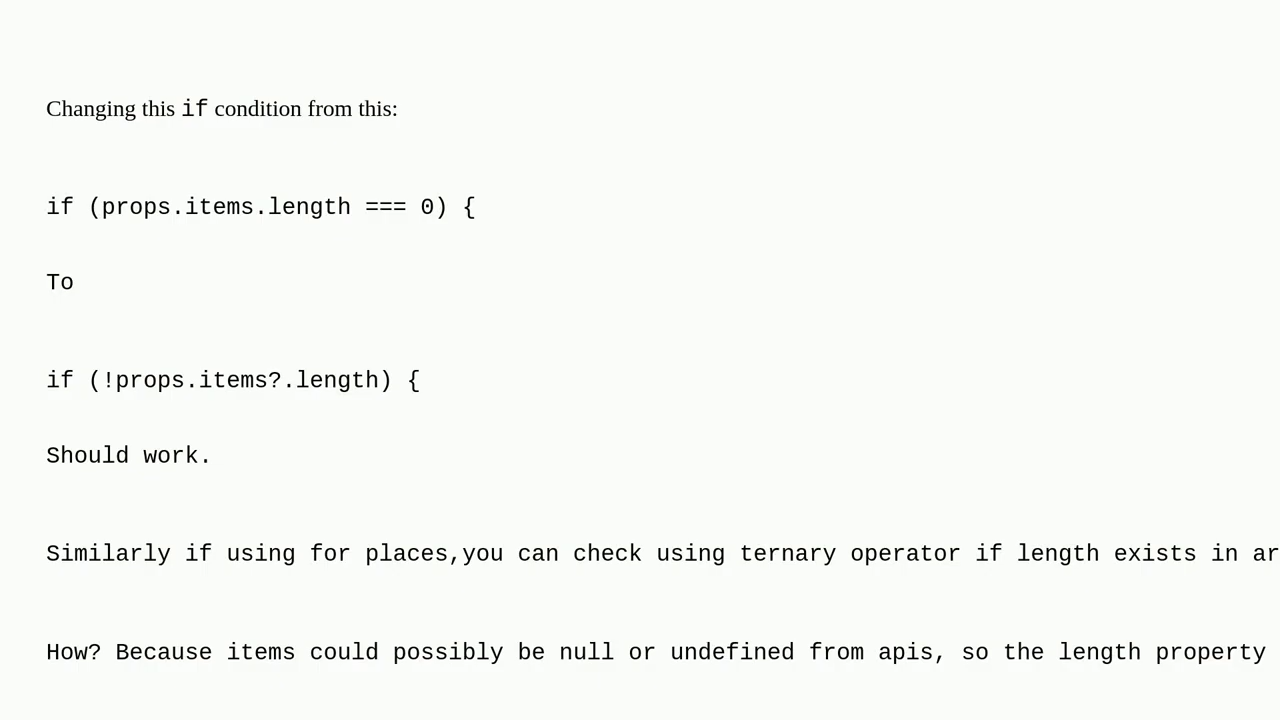 Changing this if condition from this:
if (props.items.length === 0) {
To
if (!props.items?.length) {
Should work.
Similarly if using for places,you can check using ternary operator if length exists in ar
How? Because items could possibly be null or undefined from apis, so the length property